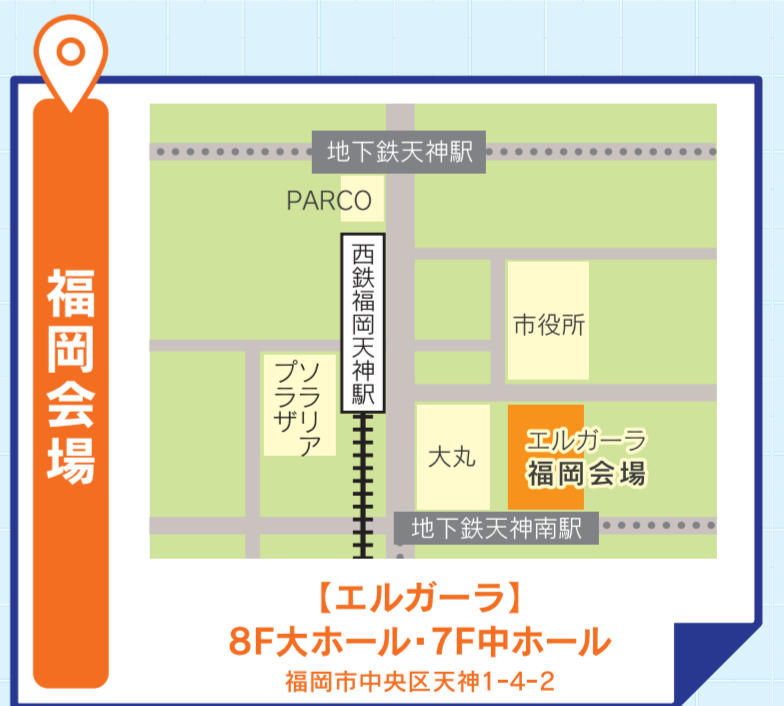 福岡会場
地下鉄天神駅
PARCO
西鉄福岡天神駅
市役所
ソラリア
プラザ
大丸
エルガーラ
福岡会場
地下鉄天神南駅
【エルガーラ】
8F大ホール・7F中ホール
福岡市中央区天神1-4-2